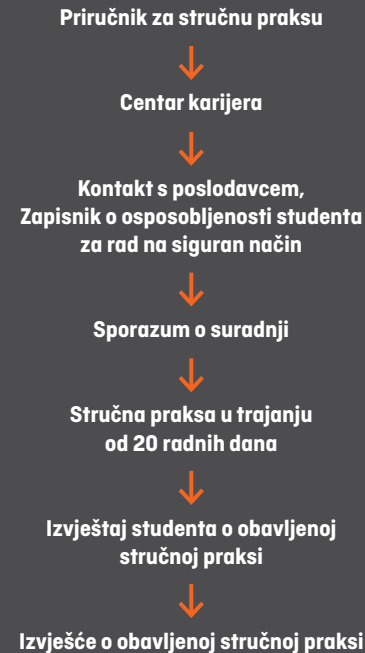 Priručnik za stručnu praksu
Centar karijera
Kontakt s poslodavcem,
Zapisnik o osposobljenosti studenta
za rad na siguran način
Sporazum o suradnji
Stručna praksa u trajanju
od 20 radnih dana
Izvještaj studenta o obavljenoj
stručnoj praksi
Izvješće o obavljenoj stručnoj praksi